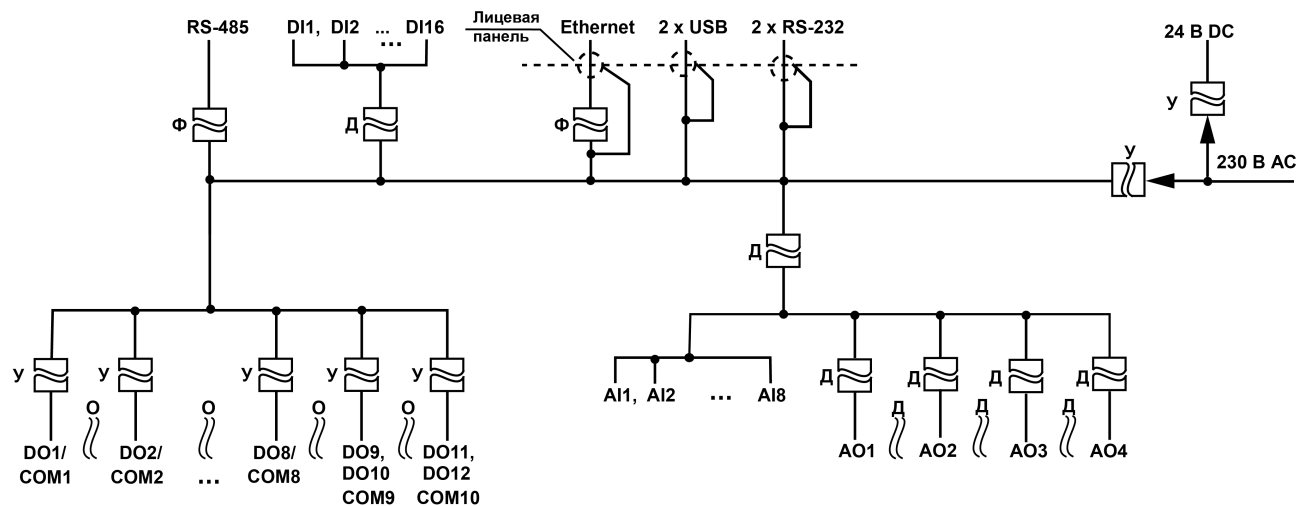 Лицевая
панель
RS-485
DI1, DI2 ... DI16
...
Ethernet
2 x USB
2 x RS-232
24 В DC
Ф
Д
Ф
У
У
230 В AC
Д
У
У
У
У
У
О
О
О
О
DO1/
COM1
DO2/
COM2
...
DO8/
COM8
DO9,
DO10
COM9
DO11,
DO12
COM10
AI1, AI2 ... AI8
Д
Д
Д
Д
Д
Д
Д
AO1
AO2
AO3
AO4